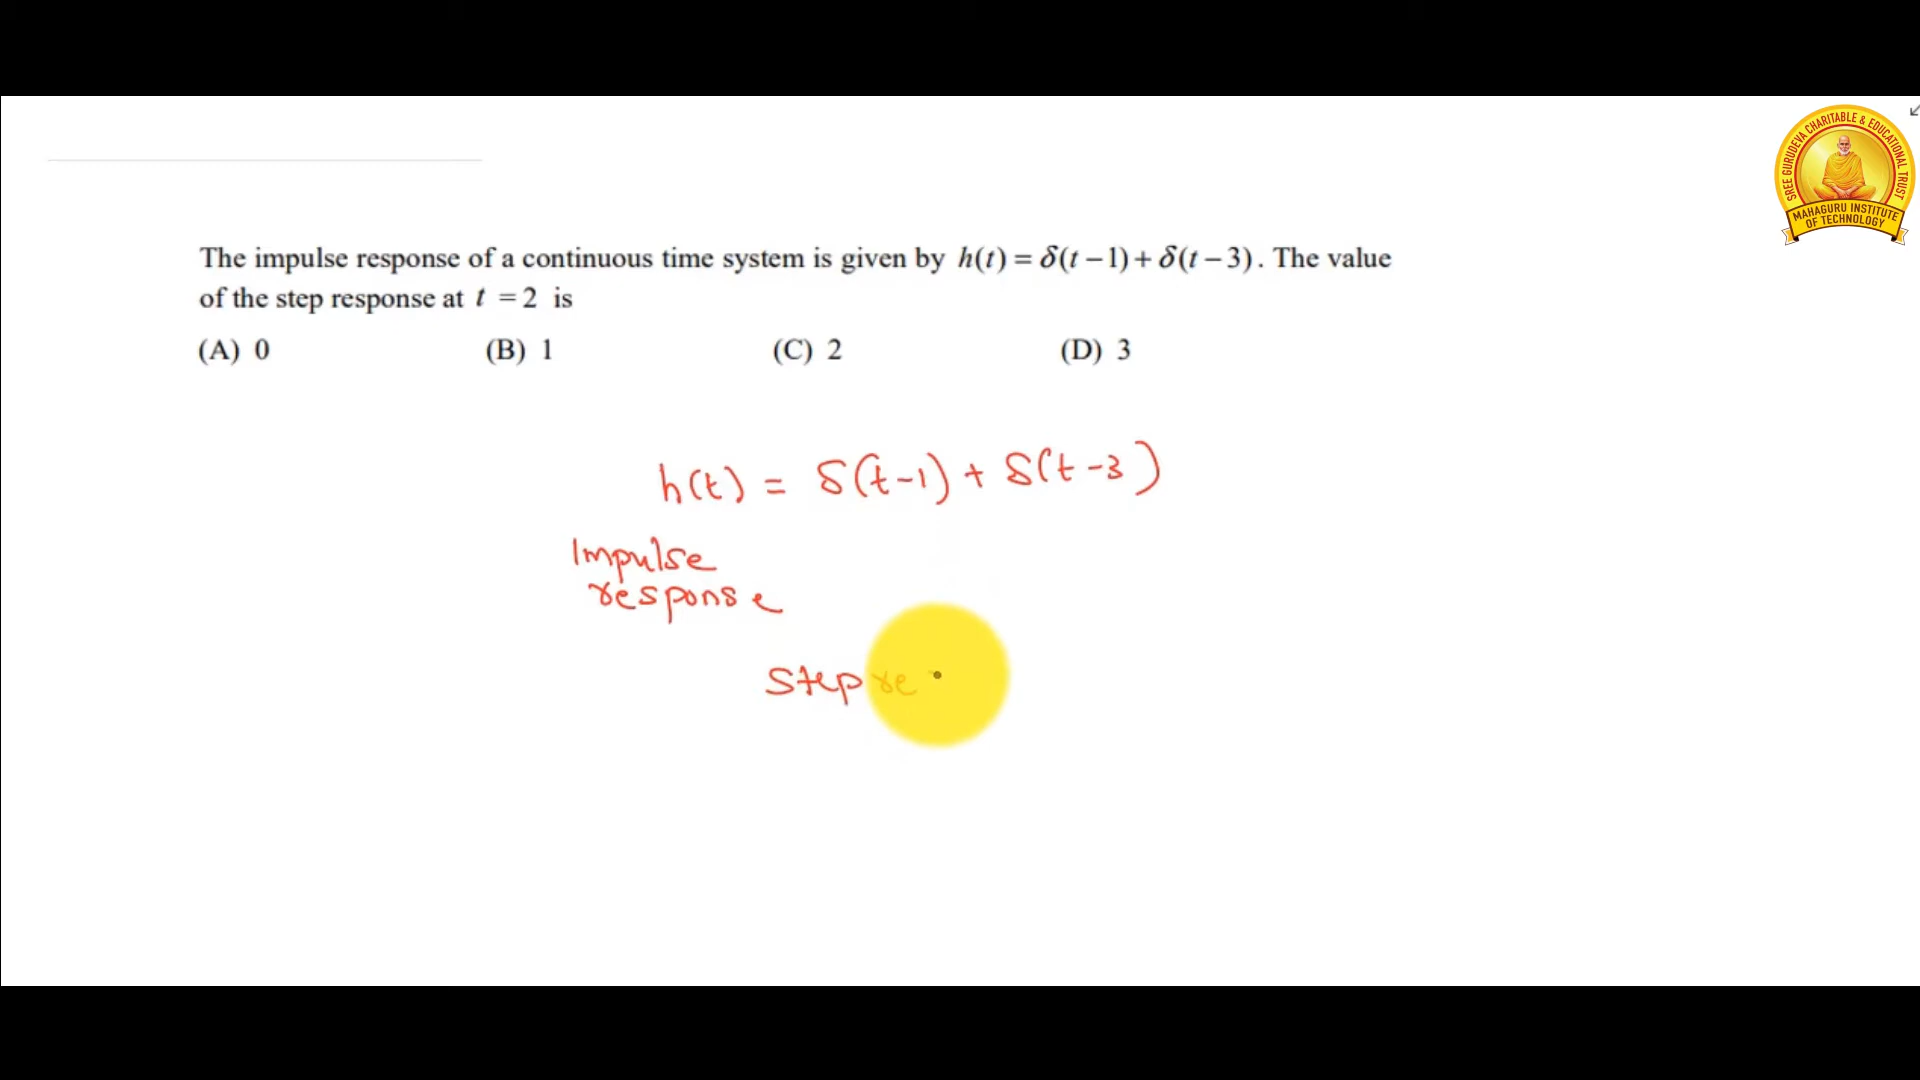 SREE GURUDEVA CHARITABLE & EDUCATIONAL TRUST
MAHAGURU INSTITUTE
OF TECHNOLOGY
The impulse response of a continuous time system is given by h(t) = δ(t − 1) + δ(t − 3). The value
of the step response at t = 2 is
(A) 0 (B) 1 (C) 2 (D) 3
h(t) = δ(t-1) + δ(t-3)
Impulse
response
Step re